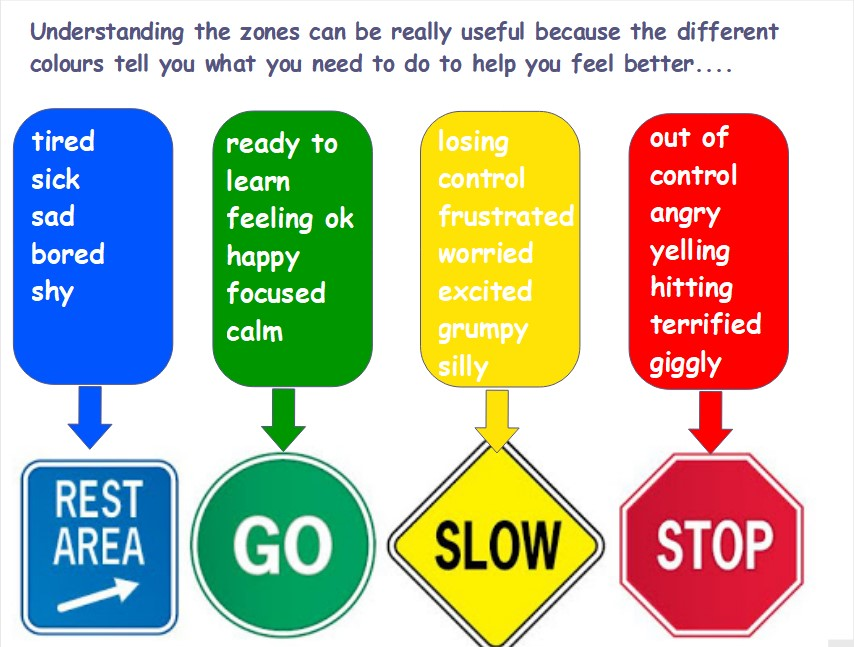 Understanding the zones can be really useful because the different
colours tell you what you need to do to help you feel better....
tired
sick
sad
bored
shy
ready to
learn
feeling ok
happy
focused
calm
losing
control
frustrated
worried
excited
grumpy
silly
out of
control
angry
yelling
hitting
terrified
giggly
REST
AREA
GO
SLOW
STOP